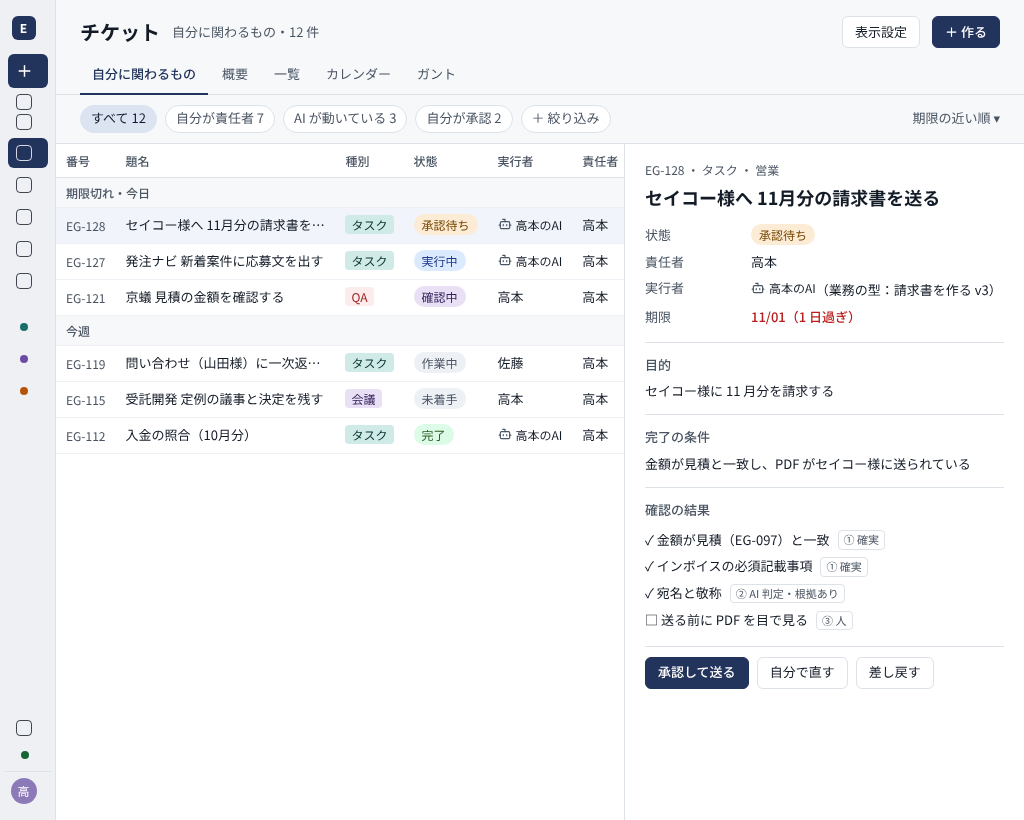 E
チケット 自分に関わるもの・12 件 表示設定 ＋ 作る
＋
自分に関わるもの 概要 一覧 カレンダー ガント
すべて 12 自分が責任者 7 AI が動いている 3 自分が承認 2 ＋ 絞り込み 期限の近い順 ▾
番号 題名 種別 状態 実行者 責任者
期限切れ・今日
EG-128 セイコー様へ 11月分の請求書を… タスク 承認待ち 高本のAI 高本
EG-127 発注ナビ 新着案件に応募文を出す タスク 実行中 高本のAI 高本
EG-121 京蟻 見積の金額を確認する QA 確認中 高本 高本
今週
EG-119 問い合わせ（山田様）に一次返… タスク 作業中 佐藤 高本
EG-115 受託開発 定例の議事と決定を残す 会議 未着手 高本 高本
EG-112 入金の照合（10月分） タスク 完了 高本のAI 高本
EG-128 ・ タスク ・ 営業
セイコー様へ 11月分の請求書を送る
状態 承認待ち
責任者 高本
実行者 高本のAI（業務の型：請求書を作る v3）
期限 11/01（1 日過ぎ）
目的
セイコー様に 11 月分を請求する
完了の条件
金額が見積と一致し、PDF がセイコー様に送られている
確認の結果
✓ 金額が見積（EG-097）と一致 ① 確実
✓ インボイスの必須記載事項 ① 確実
✓ 宛名と敬称 ② AI 判定・根拠あり
☐ 送る前に PDF を目で見る ③ 人
承認して送る 自分で直す 差し戻す
高